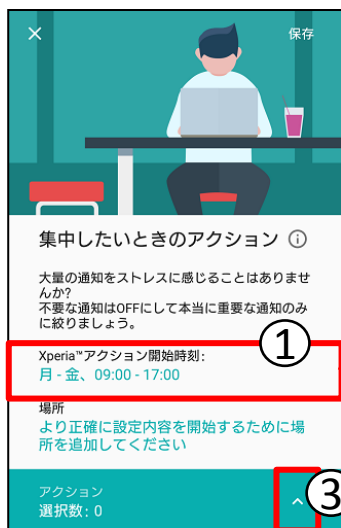 保存
集中したいときのアクション
大量の通知をストレスに感じることはありませ
んか?
不要な通知はOFFにして本当に重要な通知のみ
に絞りましょう。
①
Xperia™アクション開始時刻:
月 - 金、09:00 - 17:00
場所
より正確に設定内容を開始するために場
所を追加してください
アクション
選択数: 0
③